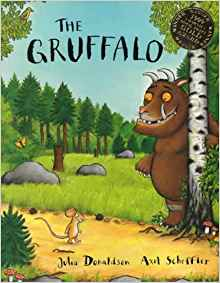 THE
GRUFFALO
Julia Donaldson Axel Scheffler